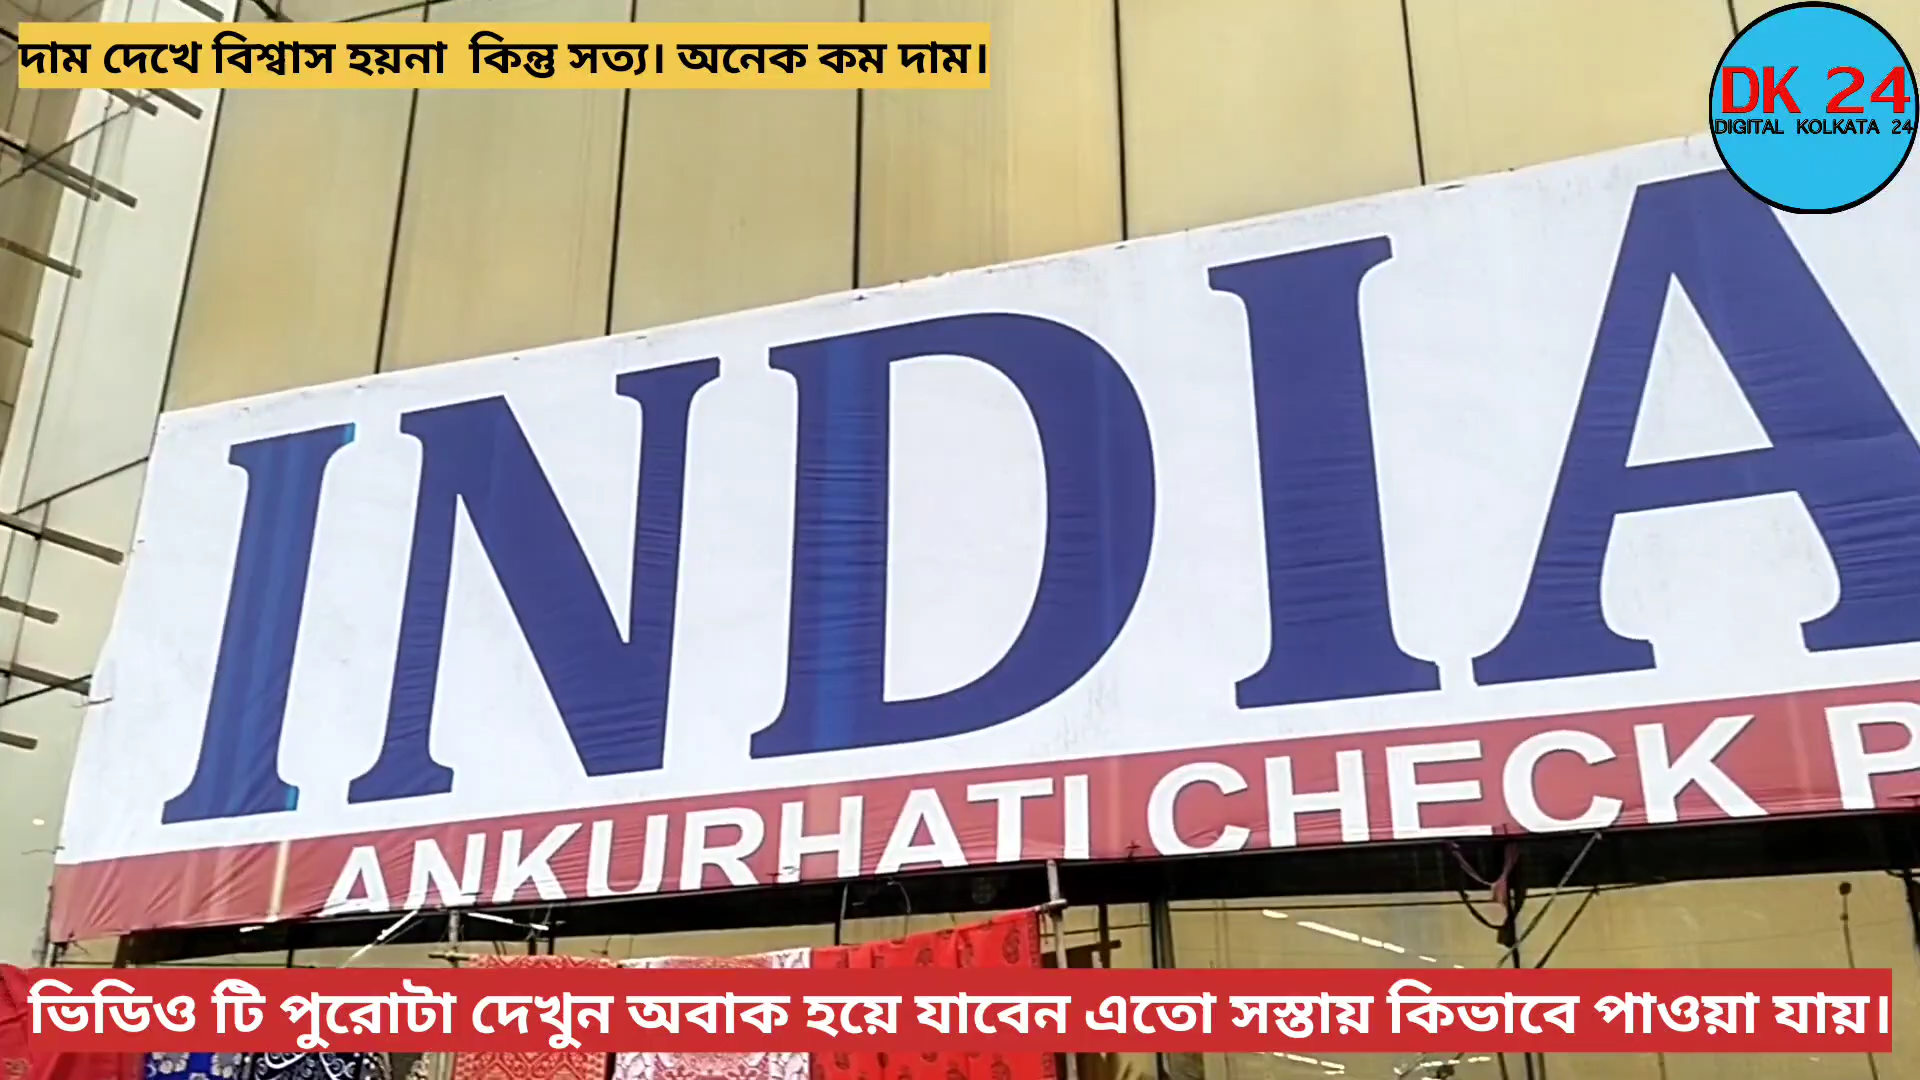 দাম দেখে বিশ্বাস হয়না কিন্তু সত্য। অনেক কম দাম।
DK 24
DIGITAL KOLKATA 24
INDIA
ANKURHATI CHECK P
ভিডিও টি পুরোটা দেখুন অবাক হয়ে যাবেন এতো সস্তায় কিভাবে পাওয়া যায়।